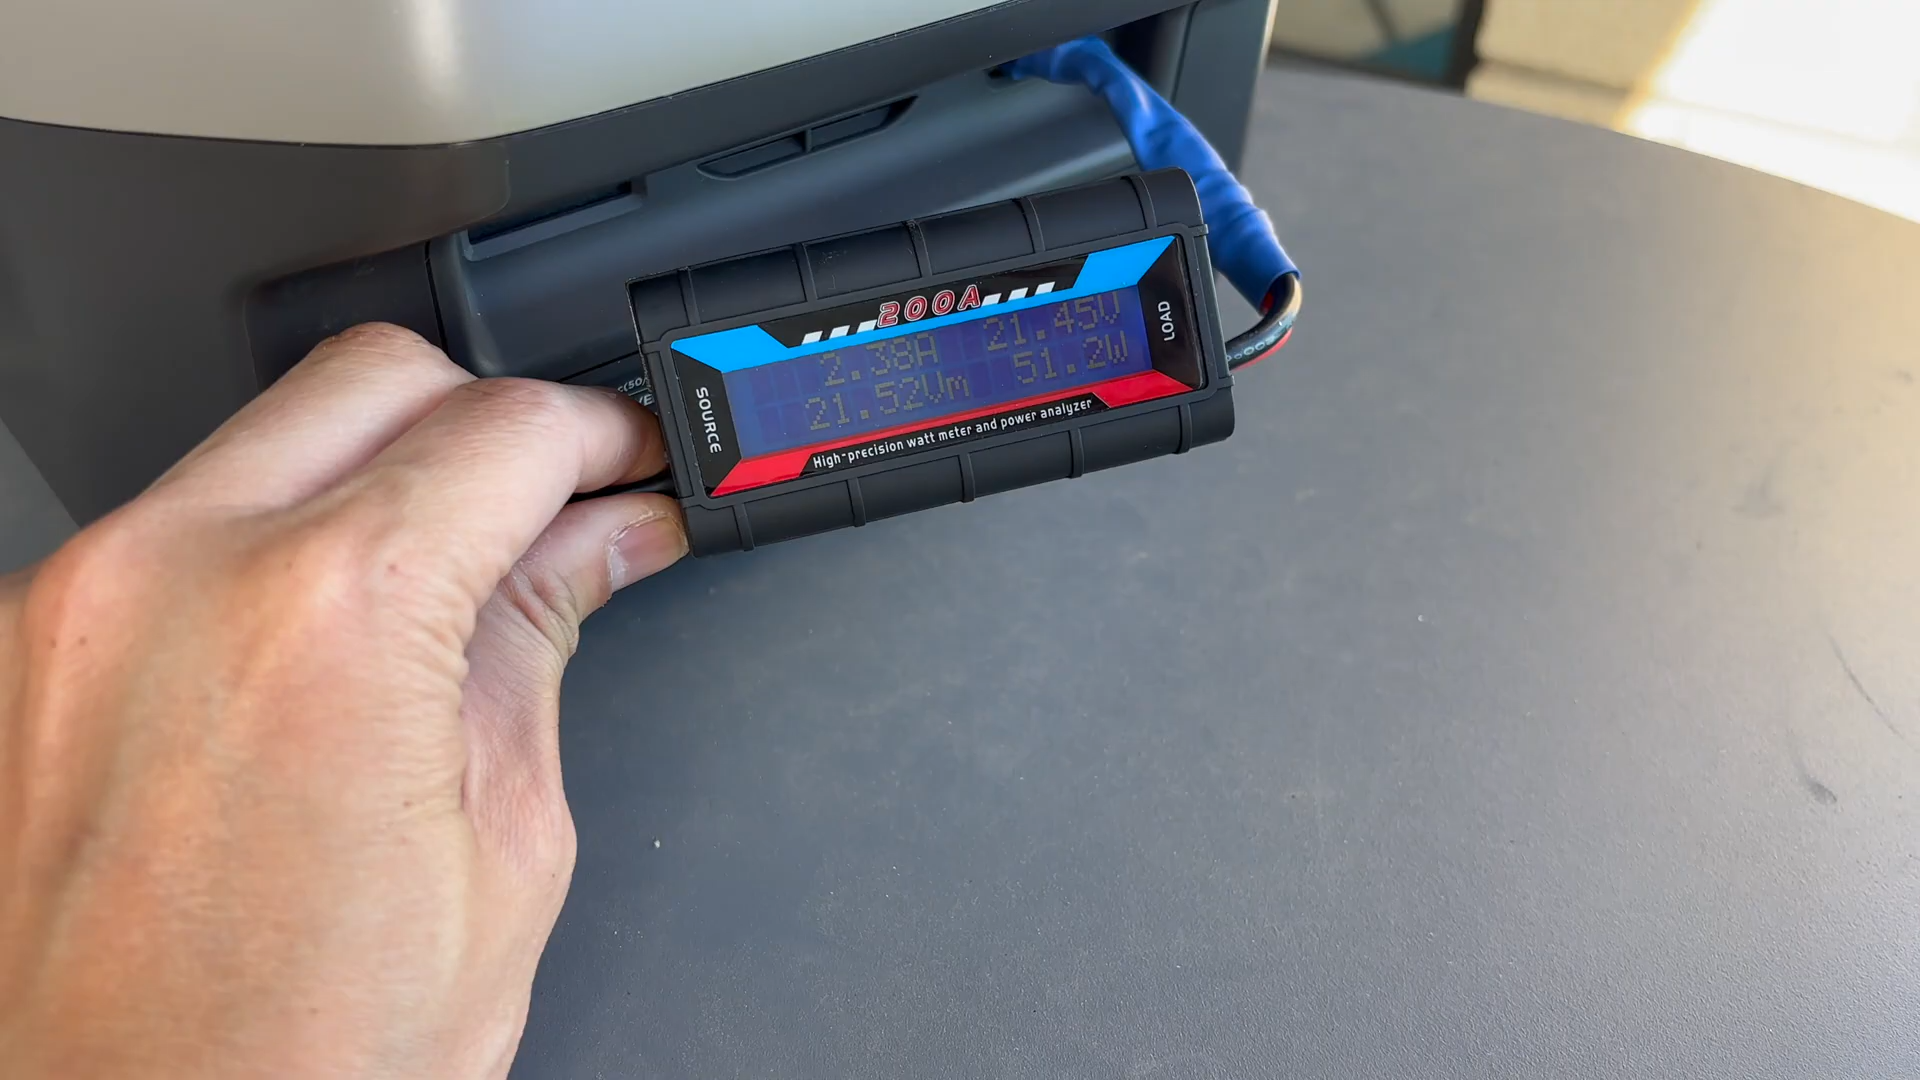 200A
2.38A 21.45V
21.52Vm 51.2W
SOURCE
LOAD
High-precision watt meter and power analyzer